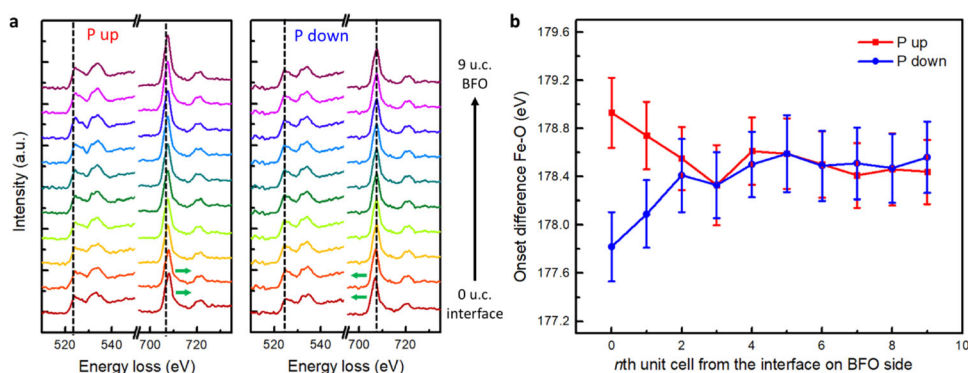 a
P up
P down
Intensity (a.u.)
9 u.c.
BFO
0 u.c.
interface
520
540
700
720
Energy loss (eV)
520
540
700
720
Energy loss (eV)
b
P up
P down
Onset difference Fe-O (eV)
179.6
179.2
178.8
178.4
178.0
177.6
177.2
0
2
4
6
8
10
nth unit cell from the interface on BFO side